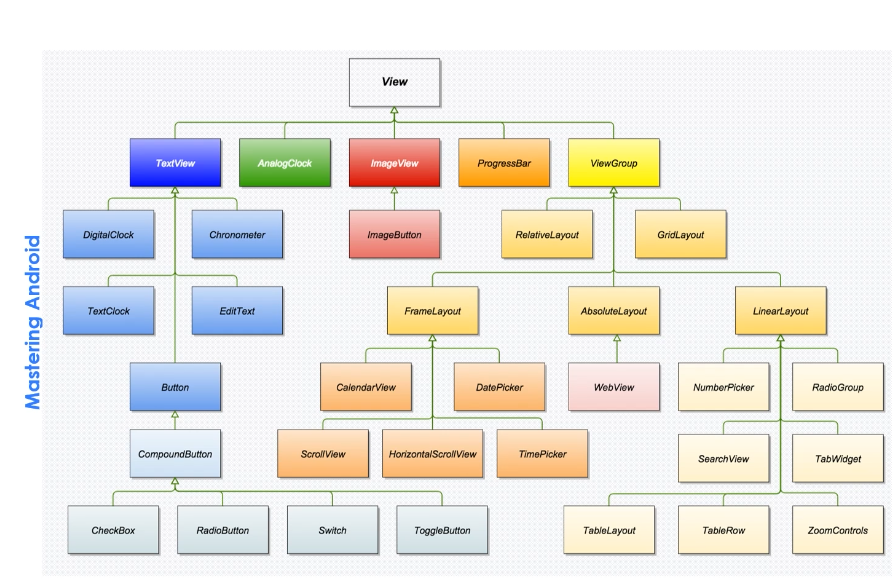 Mastering Android
View
TextView
AnalogClock
ImageView
ProgressBar
ViewGroup
DigitalClock
Chronometer
ImageButton
RelativeLayout
GridLayout
TextClock
EditText
FrameLayout
AbsoluteLayout
LinearLayout
Button
CalendarView
DatePicker
WebView
NumberPicker
RadioGroup
CompoundButton
ScrollView
HorizontalScrollView
TimePicker
SearchView
TabWidget
CheckBox
RadioButton
Switch
ToggleButton
TableLayout
TableRow
ZoomControls